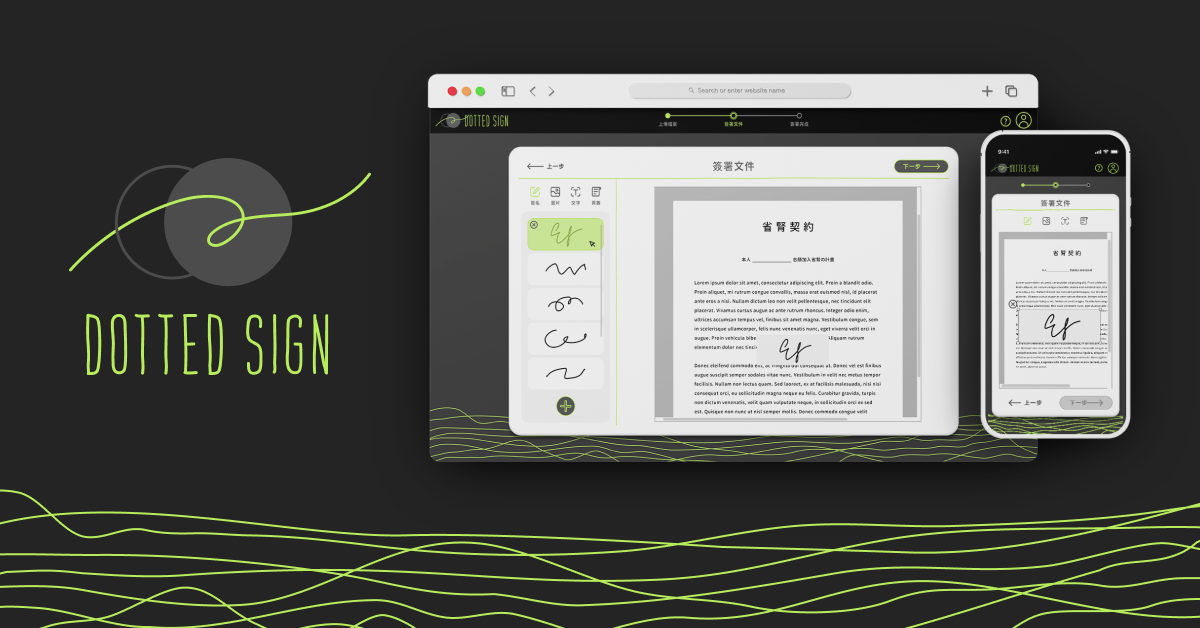 DOTTED SIGN
Search or enter website name
DOTTED SIGN
上傳檔案
簽署文件
簽署完成
上一步
簽署文件
下一步
簽名
圖片
文字
頁數
省腎契約
本人 ____________ 志願加入省腎の計畫
Lorem ipsum dolor sit amet, consectetur adipiscing elit. Proin a blandit odio.
Proin aliquet, mi rutrum congue convallis, massa erat euismod nisl, id placerat
ante eros a nisi. Nullam dictum leo non velit pellentesque, nec tincidunt elit
placerat. Vivamus cursus augue ac ante rutrum rhoncus. Integer odio enim,
ultrices accumsan tempus vel, finibus sit amet magna. Vestibulum congue, sem
in scelerisque ullamcorper, felis nunc venenatis nunc, eget viverra velit orci in
augue. Proin vehicula bibe
liquam rutrum
elementum dolor nec tinci
Donec eleifend commodo est, ac fringilla dui consequat ut. Donec vel est finibus
augue suscipit semper sodales vitae nunc. Vestibulum in velit nec metus tempor
facilisis. Nullam non lectus quam. Sed laoreet, ex at facilisis malesuada, nisi nisi
consequat orci, eu sollicitudin magna neque eu felis. Curabitur gravida, turpis
non dictum venenatis, velit quam vulputate neque, in sollicitudin orci ex sed
est. Quisque non nunc at nisl semper mollis. Donec commodo congue velit
9:41
DOTTED SIGN
簽署文件
省腎契約
上一步
下一步